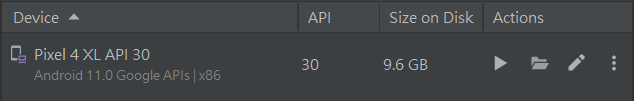 Device API Size on Disk Actions
Pixel 4 XL API 30
Android 11.0 Google APIs | x86
30 9.6 GB